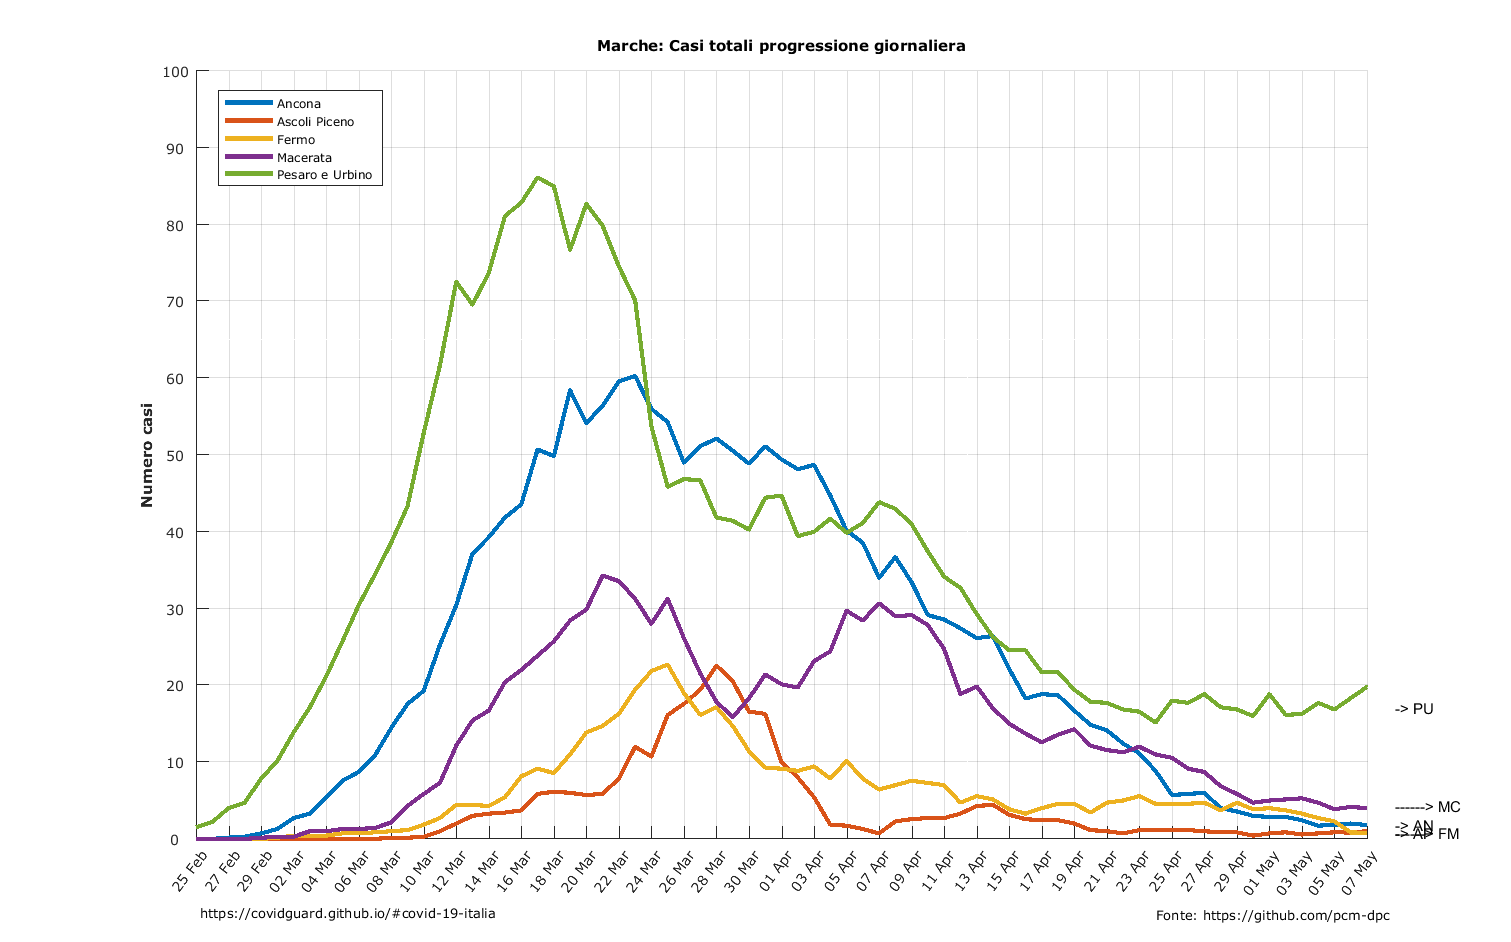 Marche: Casi totali progressione giornaliera
Numero casi
100
90
80
70
60
50
40
30
20
10
0
Ancona
Ascoli Piceno
Fermo
Macerata
Pesaro e Urbino
-> PU
------> MC
-> AN
FM
25 Feb
27 Feb
29 Feb
02 Mar
04 Mar
06 Mar
08 Mar
10 Mar
12 Mar
14 Mar
16 Mar
18 Mar
20 Mar
22 Mar
24 Mar
26 Mar
28 Mar
30 Mar
01 Apr
03 Apr
05 Apr
07 Apr
09 Apr
11 Apr
13 Apr
15 Apr
17 Apr
19 Apr
21 Apr
23 Apr
25 Apr
27 Apr
29 Apr
01 May
03 May
05 May
07 May
https://covidguard.github.io/#covid-19-italia
Fonte: https://github.com/pcm-dpc